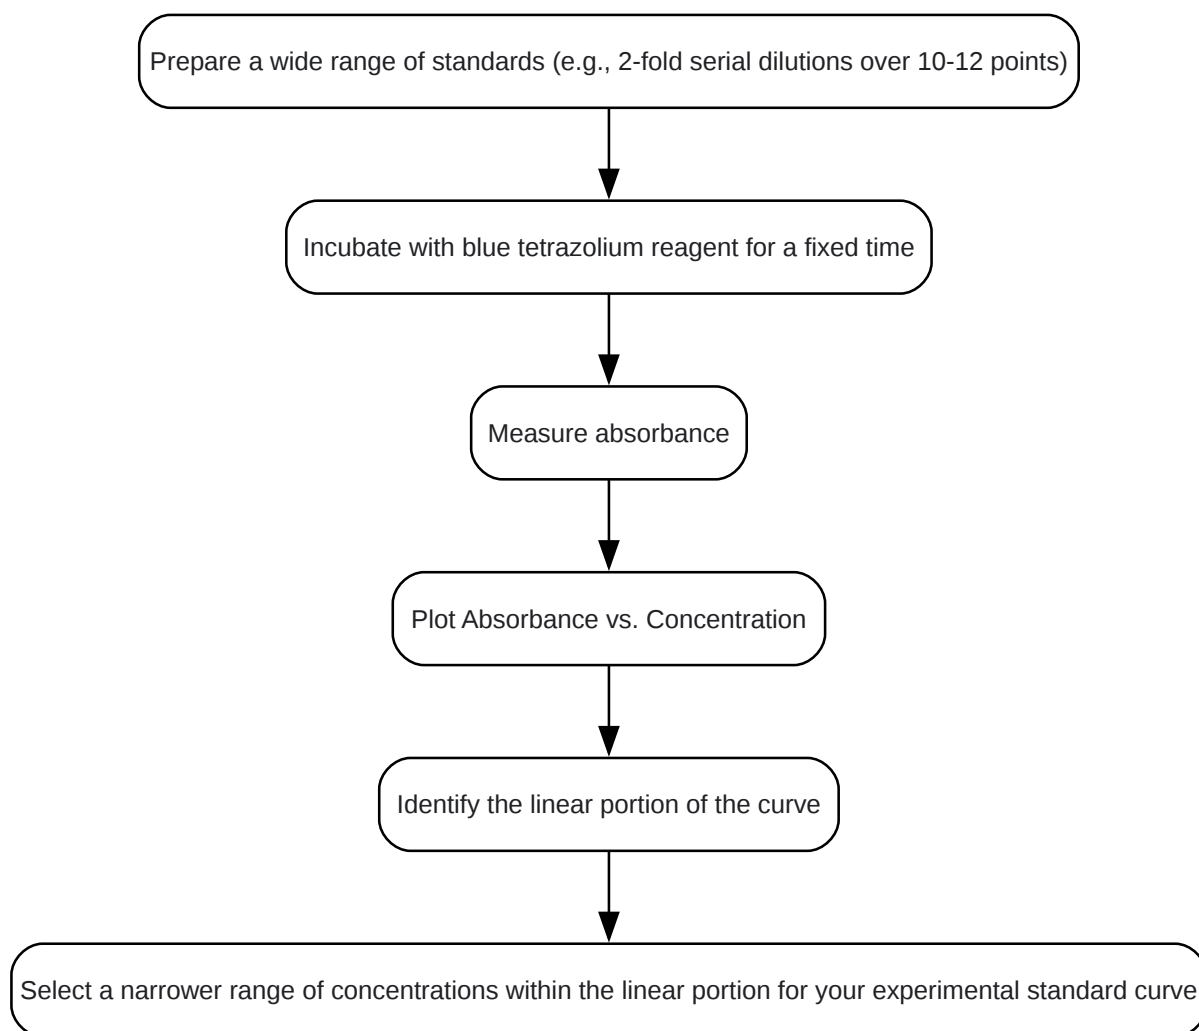 Prepare a wide range of standards (e.g., 2-fold serial dilutions over 10-12 points)
Incubate with blue tetrazolium reagent for a fixed time
Measure absorbance
Plot Absorbance vs. Concentration
Identify the linear portion of the curve
Select a narrower range of concentrations within the linear portion for your experimental standard curve